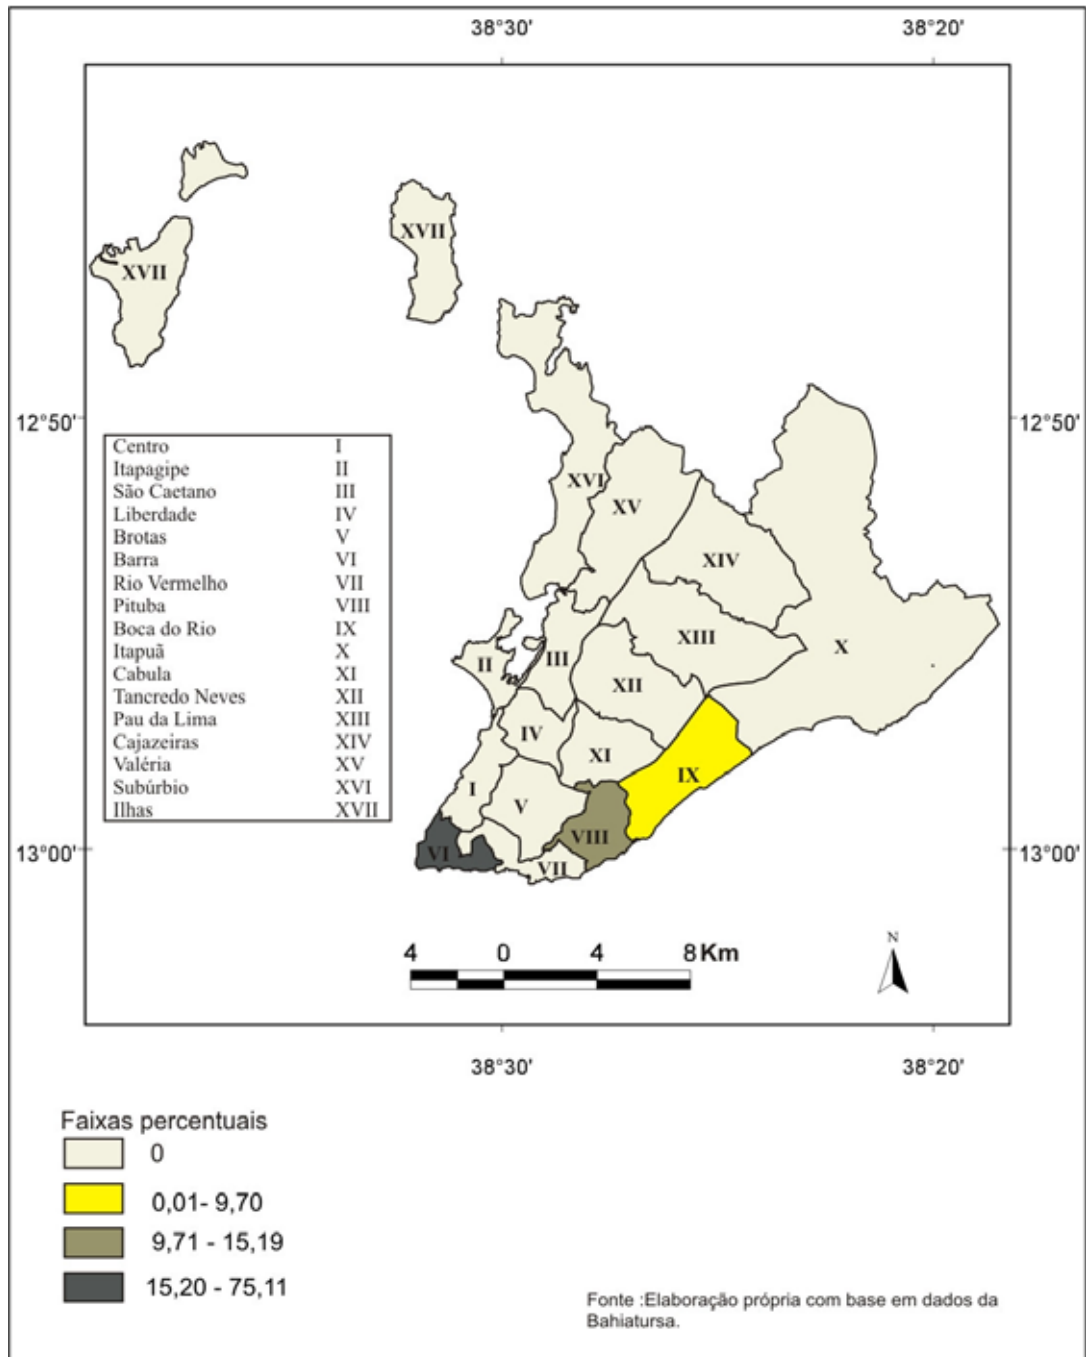 38°30'
38°20'
XVII
XVII
12°50'
12°50'
Centro I
Itapagipe II
São Caetano III
Liberdade IV
Brotas V
Barra VI
Rio Vermelho VII
Pituba VIII
Boca do Rio IX
Itapuã X
Cabula XI
Tancredo Neves XII
Pau da Lima XIII
Cajazeiras XIV
Valéria XV
Subúrbio XVI
Ilhas XVII
XVI
XV
XIV
XIII
X
II
III
XII
IV
XI
IX
I
V
VIII
VI
VII
13°00'
13°00'
4 0 4 8 Km
N
38°30'
38°20'
Faixas percentuais
0
0,01- 9,70
9,71 - 15,19
15,20 - 75,11
Fonte :Elaboração própria com base em dados da
Bahiatursa.